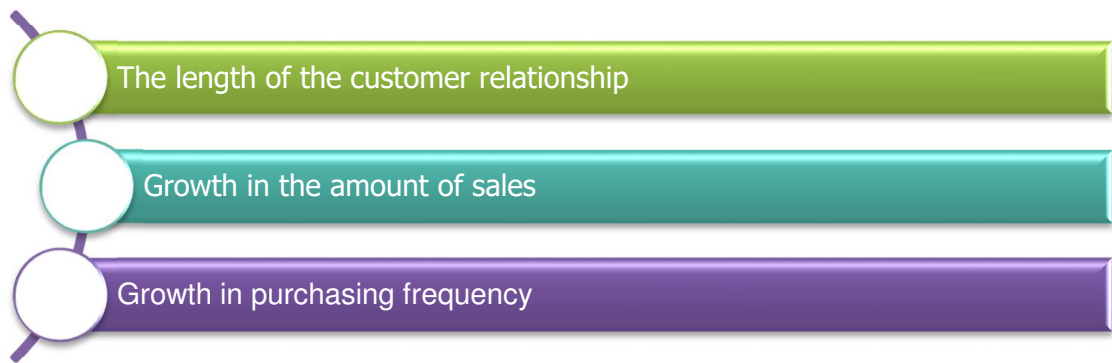 The length of the customer relationship
Growth in the amount of sales
Growth in purchasing frequency